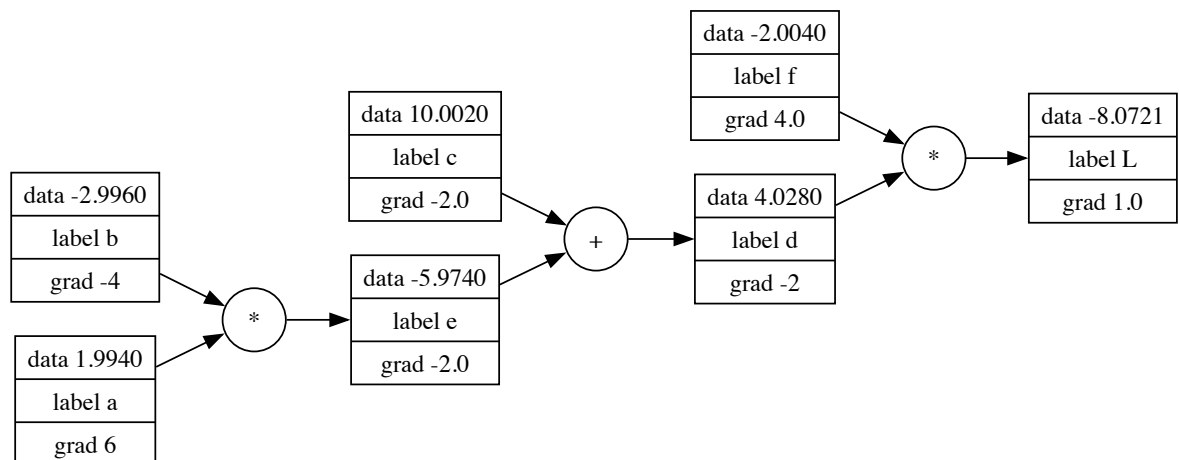 data -2.9960
label b
grad -4
data 1.9940
label a
grad 6
*
data 10.0020
label c
grad -2.0
data -5.9740
label e
grad -2.0
+
data -2.0040
label f
grad 4.0
data 4.0280
label d
grad -2
*
data -8.0721
label L
grad 1.0